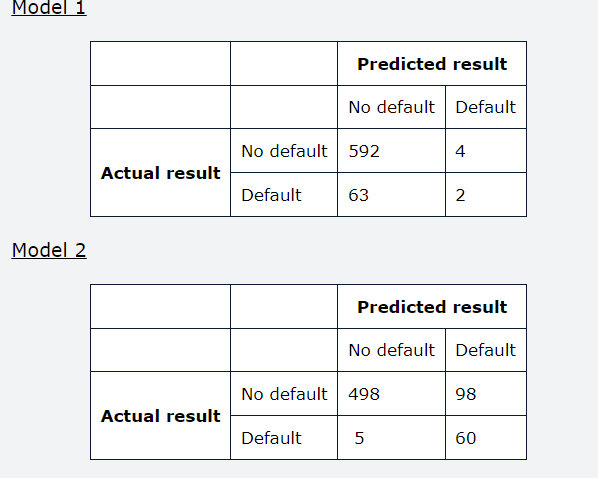 Model 1
Predicted result
No default Default
Actual result
No default 592 4
Default 63 2
Model 2
Predicted result
No default Default
Actual result
No default 498 98
Default 5 60